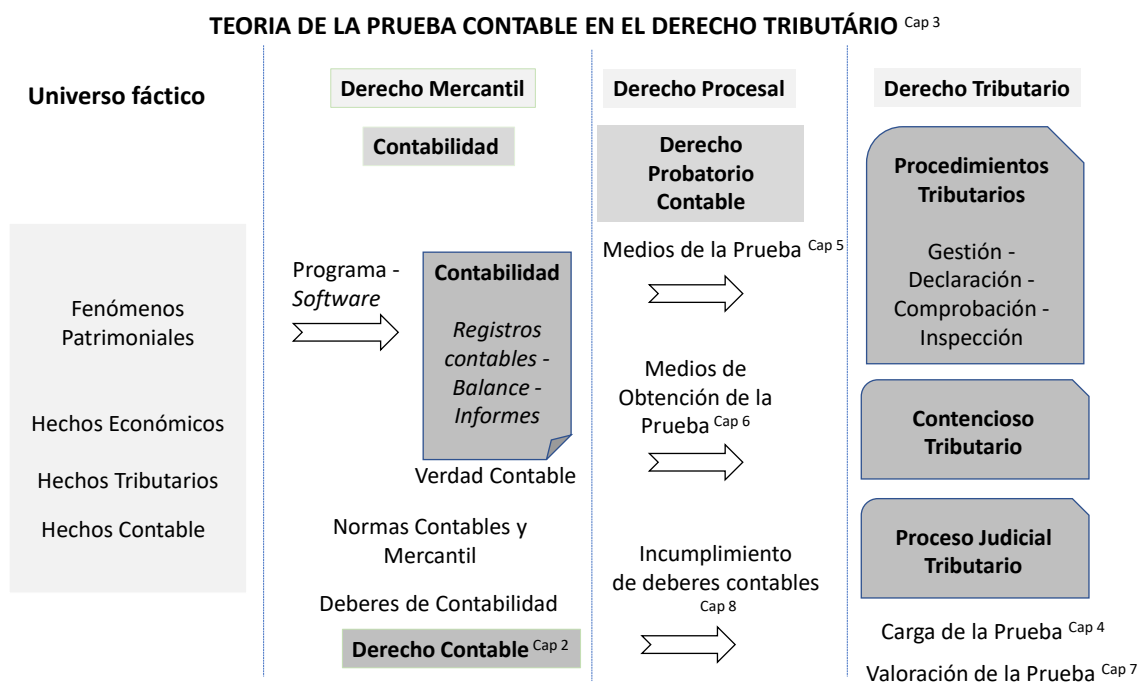 TEORIA DE LA PRUEBA CONTABLE EN EL DERECHO TRIBUTÁRIO Cap 3
Universo fáctico
Fenómenos
Patrimoniales
Hechos Económicos
Hechos Tributarios
Hechos Contable
Derecho Mercantil
Contabilidad
Programa -
Software
Contabilidad
Registros
contables -
Balance -
Informes
Verdad Contable
Normas Contables y
Mercantil
Deberes de Contabilidad
Derecho Contable Cap 2
Derecho Procesal
Derecho
Probatorio
Contable
Medios de la Prueba Cap 5
Medios de
Obtención de la
Prueba Cap 6
Incumplimiento
de deberes contables
Cap 8
Derecho Tributario
Procedimientos
Tributarios
Gestión -
Declaración -
Comprobación -
Inspección
Contencioso
Tributario
Proceso Judicial
Tributario
Carga de la Prueba Cap 4
Valoración de la Prueba Cap 7